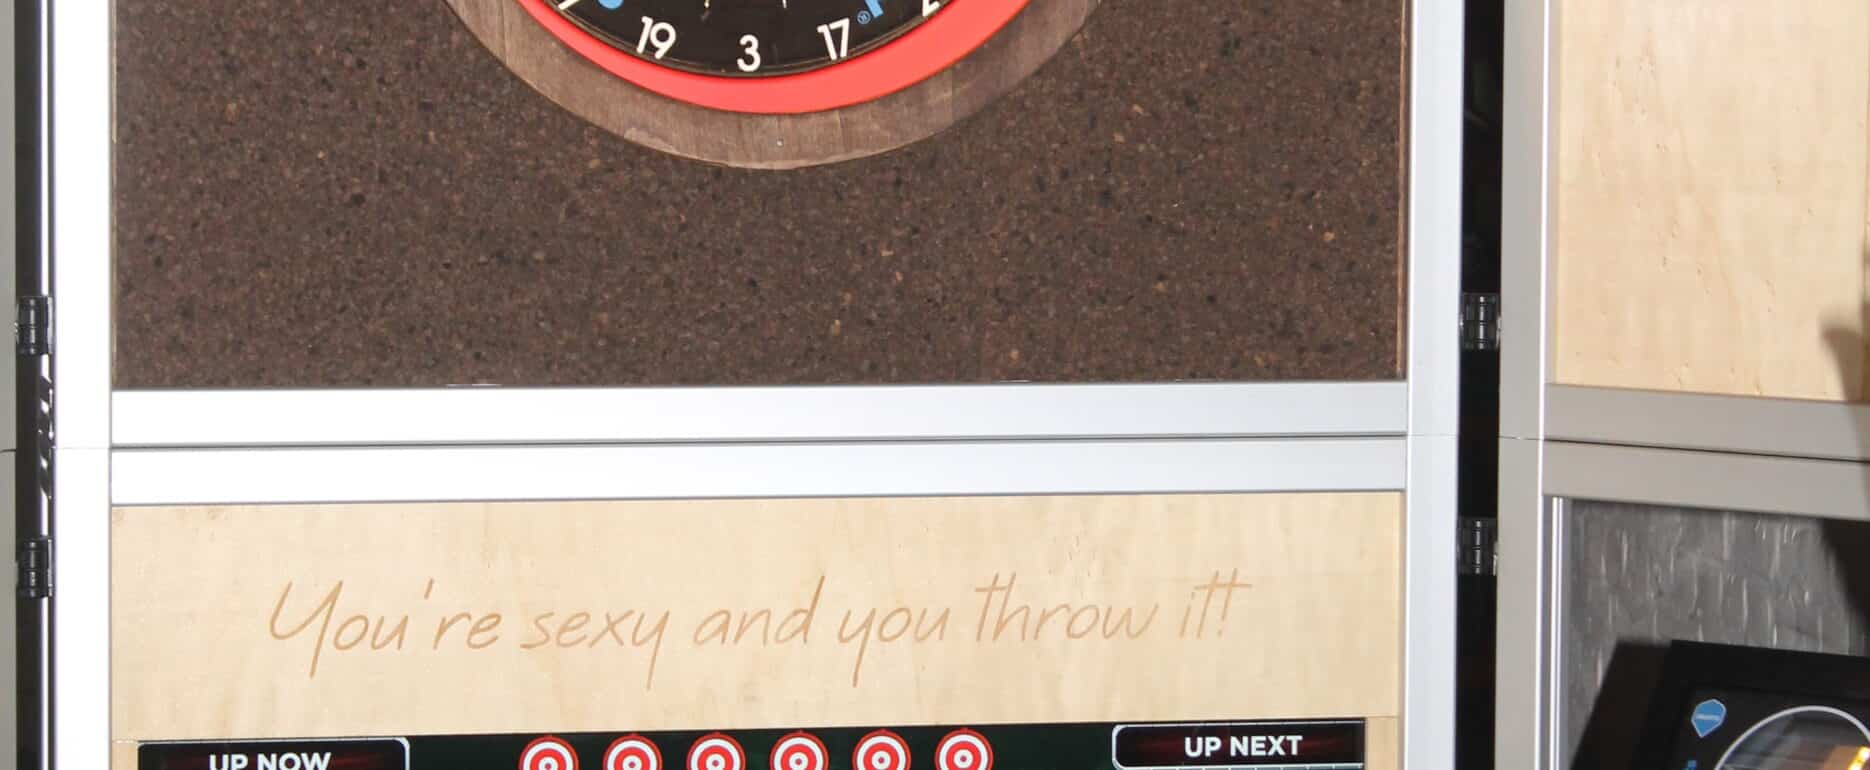 19 3 17
You're sexy and you throw it!
UP NOW UP NEXT